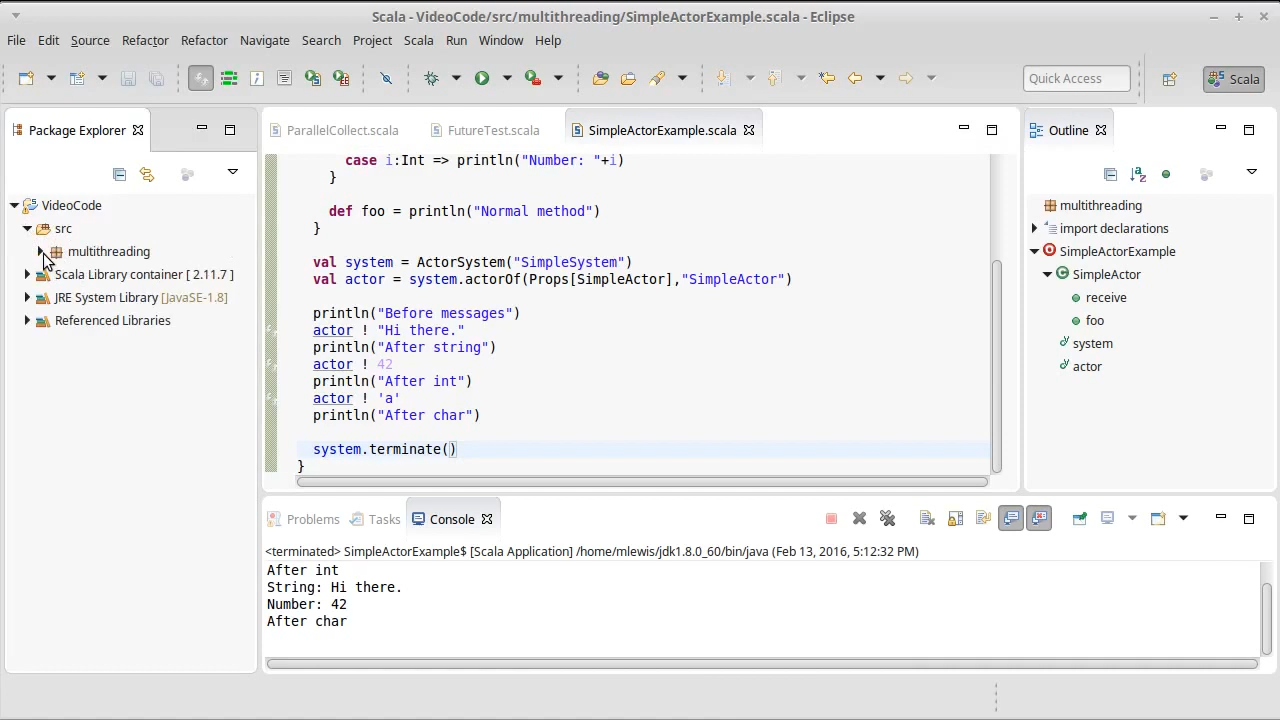 Scala - VideoCode/src/multithreading/SimpleActorExample.scala - Eclipse
File Edit Source Refactor Refactor Navigate Search Project Scala Run Window Help
Quick Access
Scala
Package Explorer
VideoCode
src
multithreading
Scala Library container [ 2.11.7 ]
JRE System Library [JavaSE-1.8]
Referenced Libraries
ParallelCollect.scala FutureTest.scala SimpleActorExample.scala
case i:Int => println("Number: "+i)
}
def foo = println("Normal method")
}
val system = ActorSystem("SimpleSystem")
val actor = system.actorOf(Props[SimpleActor],"SimpleActor")
println("Before messages")
actor ! "Hi there."
println("After string")
actor ! 42
println("After int")
actor ! 'a'
println("After char")
system.terminate()
}
Outline
multithreading
import declarations
SimpleActorExample
SimpleActor
receive
foo
system
actor
Problems Tasks Console
<terminated> SimpleActorExample$ [Scala Application] /home/mlewis/jdk1.8.0_60/bin/java (Feb 13, 2016, 5:12:32 PM)
After int
String: Hi there.
Number: 42
After char